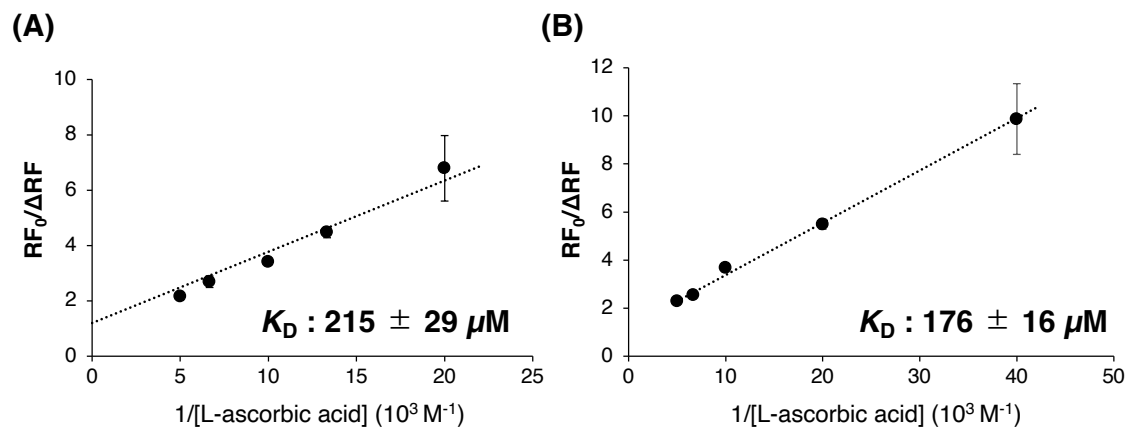 (A)
RF₀/ΔRF
10
8
6
4
2
0
0 5 10 15 20 25
K_D : 215 ± 29 µM
1/[L-ascorbic acid] (10³ M⁻¹)
(B)
RF₀/ΔRF
12
10
8
6
4
2
0
0 10 20 30 40 50
K_D : 176 ± 16 µM
1/[L-ascorbic acid] (10³ M⁻¹)